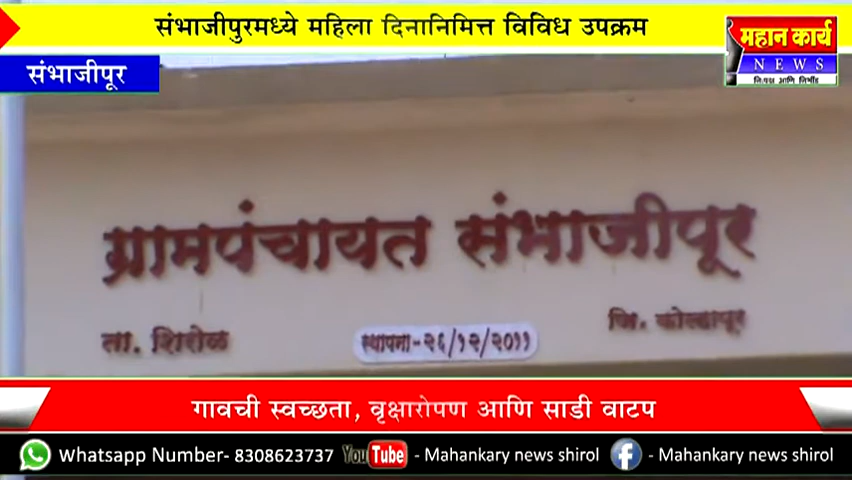 संभाजीपुरमध्ये महिला दिनानिमित्त विविध उपक्रम
महान कार्य
NEWS
संभाजीपूर
ग्रामपंचायत संभाजीपूर
ता. शिरोळ
स्थापना-२६/१२/२०११
जि. कोल्हापूर
गावची स्वच्छता, वृक्षारोपण आणि साडी वाटप
Whatsapp Number- 8308623737 YouTube - Mahankary news shirol f - Mahankary news shirol